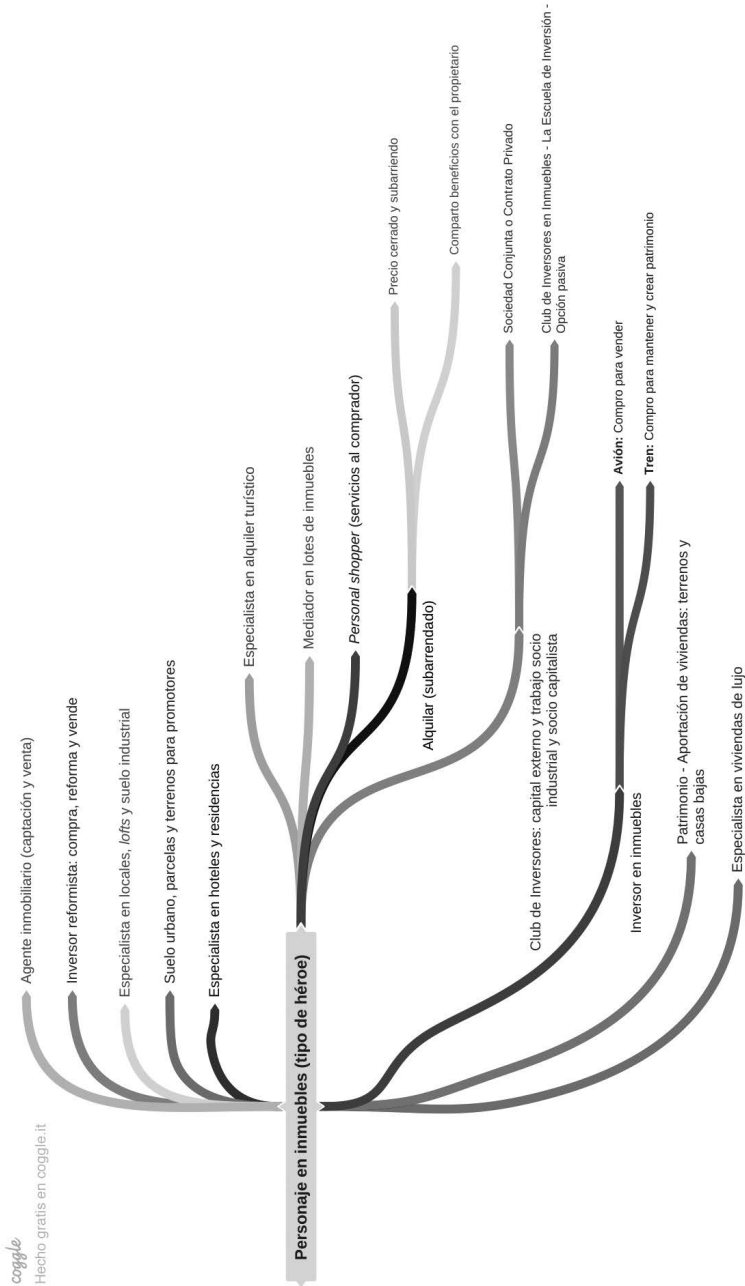 coggle
Hecho gratis en coggle.it
Agente inmobiliario (captación y venta)
Inversor reformista: compra, reforma y vende
Especialista en locales, lofts y suelo industrial
Suelo urbano, parcelas y terrenos para promotores
Especialista en hoteles y residencias
Especialista en alquiler turístico
Personaje en inmuebles (tipo de héroe)
Mediador en lotes de inmuebles
Personal shopper (servicios al comprador)
Alquilar (subarrendado)
Precio cerrado y subarriendo
Comparto beneficios con el propietario
Club de Inversores: capital externo y trabajo socio
industrial y socio capitalista
Sociedad Conjunta o Contrato Privado
Club de Inversores en Inmuebles - La Escuela de Inversión -
Opción pasiva
Inversor en inmuebles
Avión: Compro para vender
Tren: Compro para mantener y crear patrimonio
Patrimonio - Aportación de viviendas: terrenos y
casas bajas
Especialista en viviendas de lujo